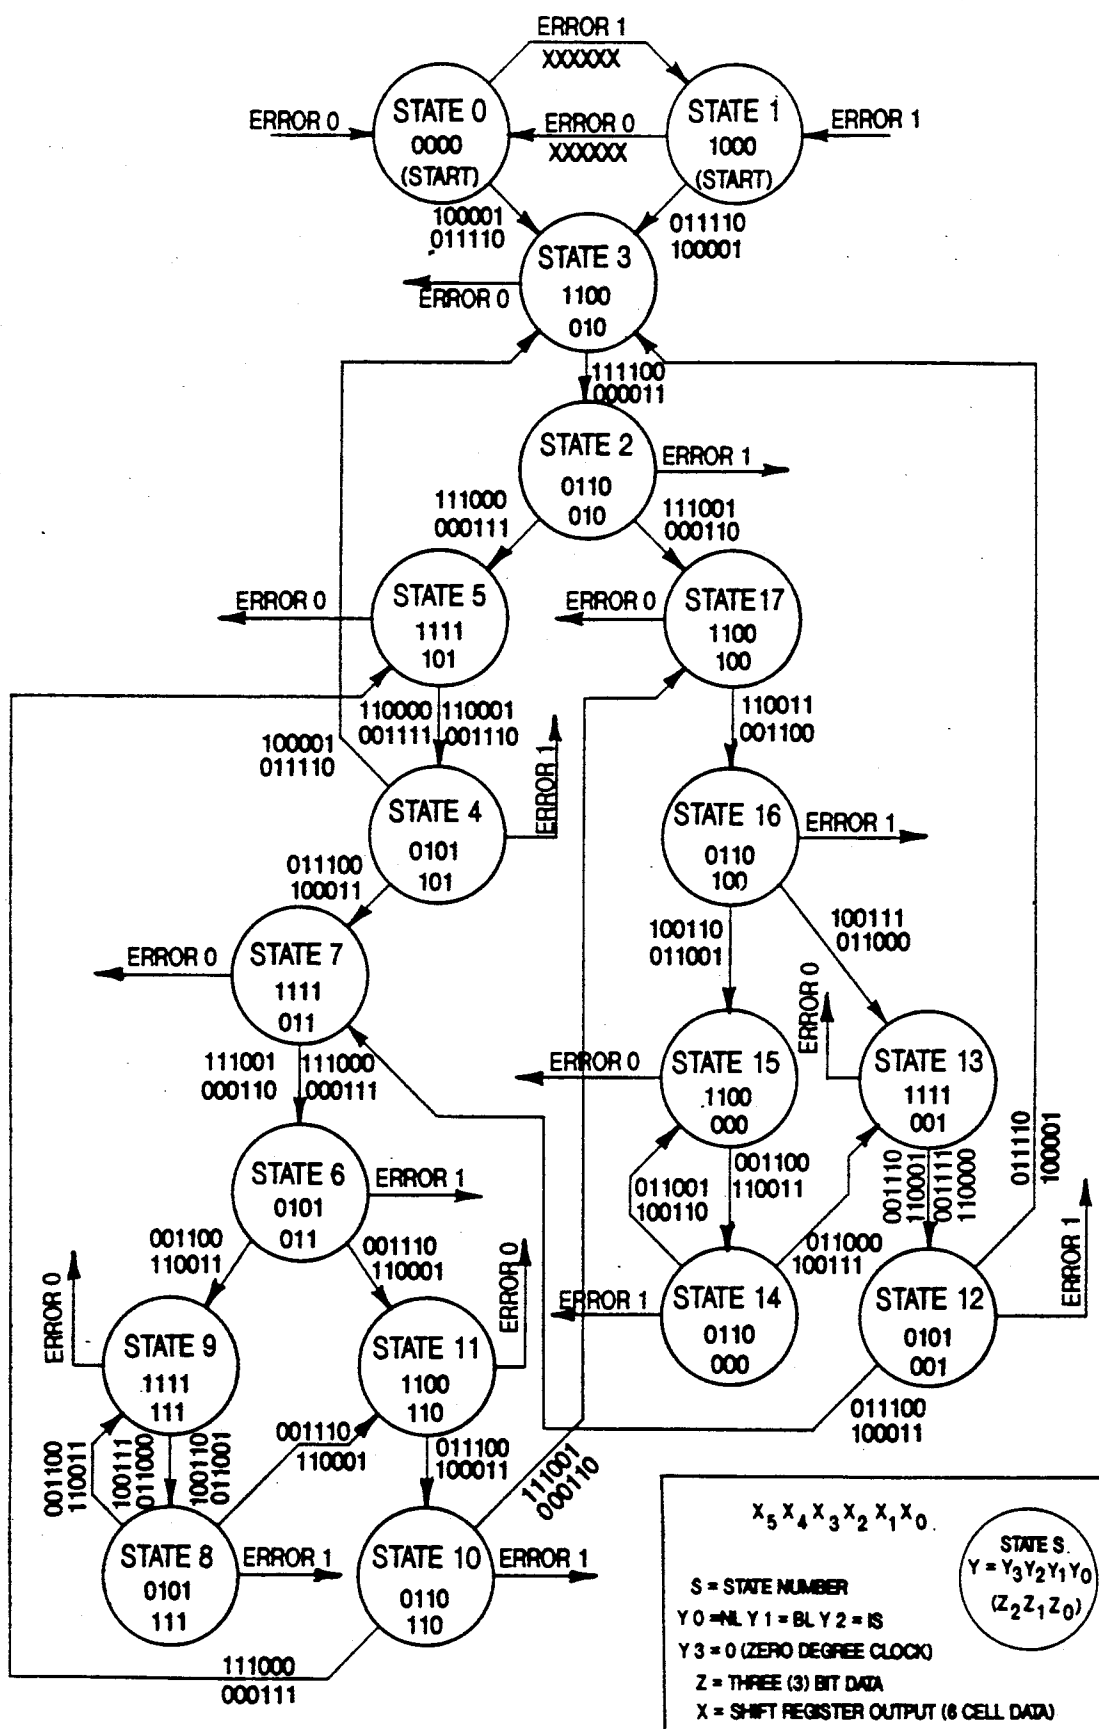 ERROR 1
XXXXXX
STATE 0
0000
(START)
STATE 1
1000
(START)
ERROR 0
ERROR 0
XXXXXX
ERROR 1
100001
011110
011110
100001
STATE 3
1100
010
ERROR 0
111100
000011
STATE 2
0110
010
ERROR 1
111000
000111
111001
000110
STATE 5
1111
101
ERROR 0
STATE 17
1100
100
ERROR 0
110000
001111
110001
001110
110011
001100
100001
011110
STATE 4
0101
101
ERROR 1
STATE 16
0110
100
ERROR 1
011100
100011
100110
011001
100111
011000
STATE 7
1111
011
ERROR 0
ERROR 0
STATE 15
1100
000
ERROR 0
STATE 13
1111
001
111001
000110
111000
000111
001100
110011
011001
100110
001110
110001
001111
110000
011110
100001
STATE 6
0101
011
ERROR 1
001100
110011
001110
110001
011000
100111
STATE 14
0110
000
ERROR 1
STATE 12
0101
001
ERROR 1
ERROR 0
STATE 9
1111
111
STATE 11
1100
110
ERROR 0
011100
100011
001100
110011
100111
011000
100110
011001
001110
110001
011100
100011
111001
000110
STATE 8
0101
111
ERROR 1
STATE 10
0110
110
ERROR 1
111000
000111
X5 X4 X3 X2 X1 X0
STATE S
Y = Y3Y2Y1Y0
(Z2Z1Z0)
S = STATE NUMBER
Y 0 = NL Y 1 = BL Y 2 = IS
Y 3 = 0 (ZERO DEGREE CLOCK)
Z = THREE (3) BIT DATA
X = SHIFT REGISTER OUTPUT (6 CELL DATA)